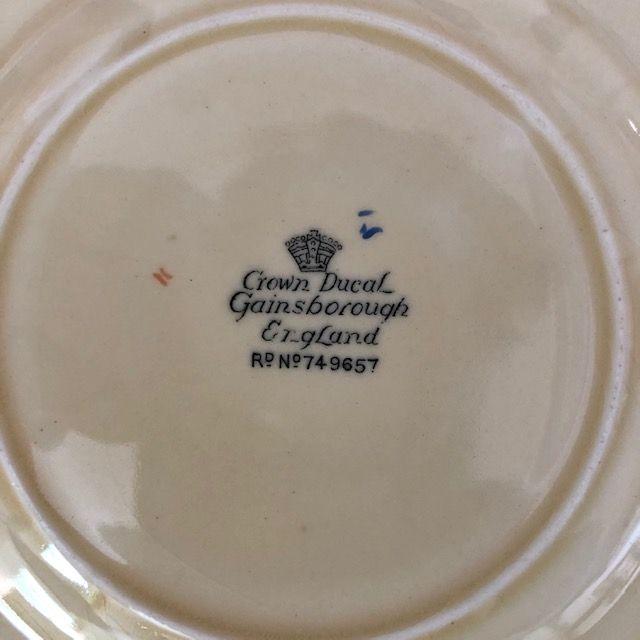 Crown Ducal
Gainsborough
England
RD No 749657